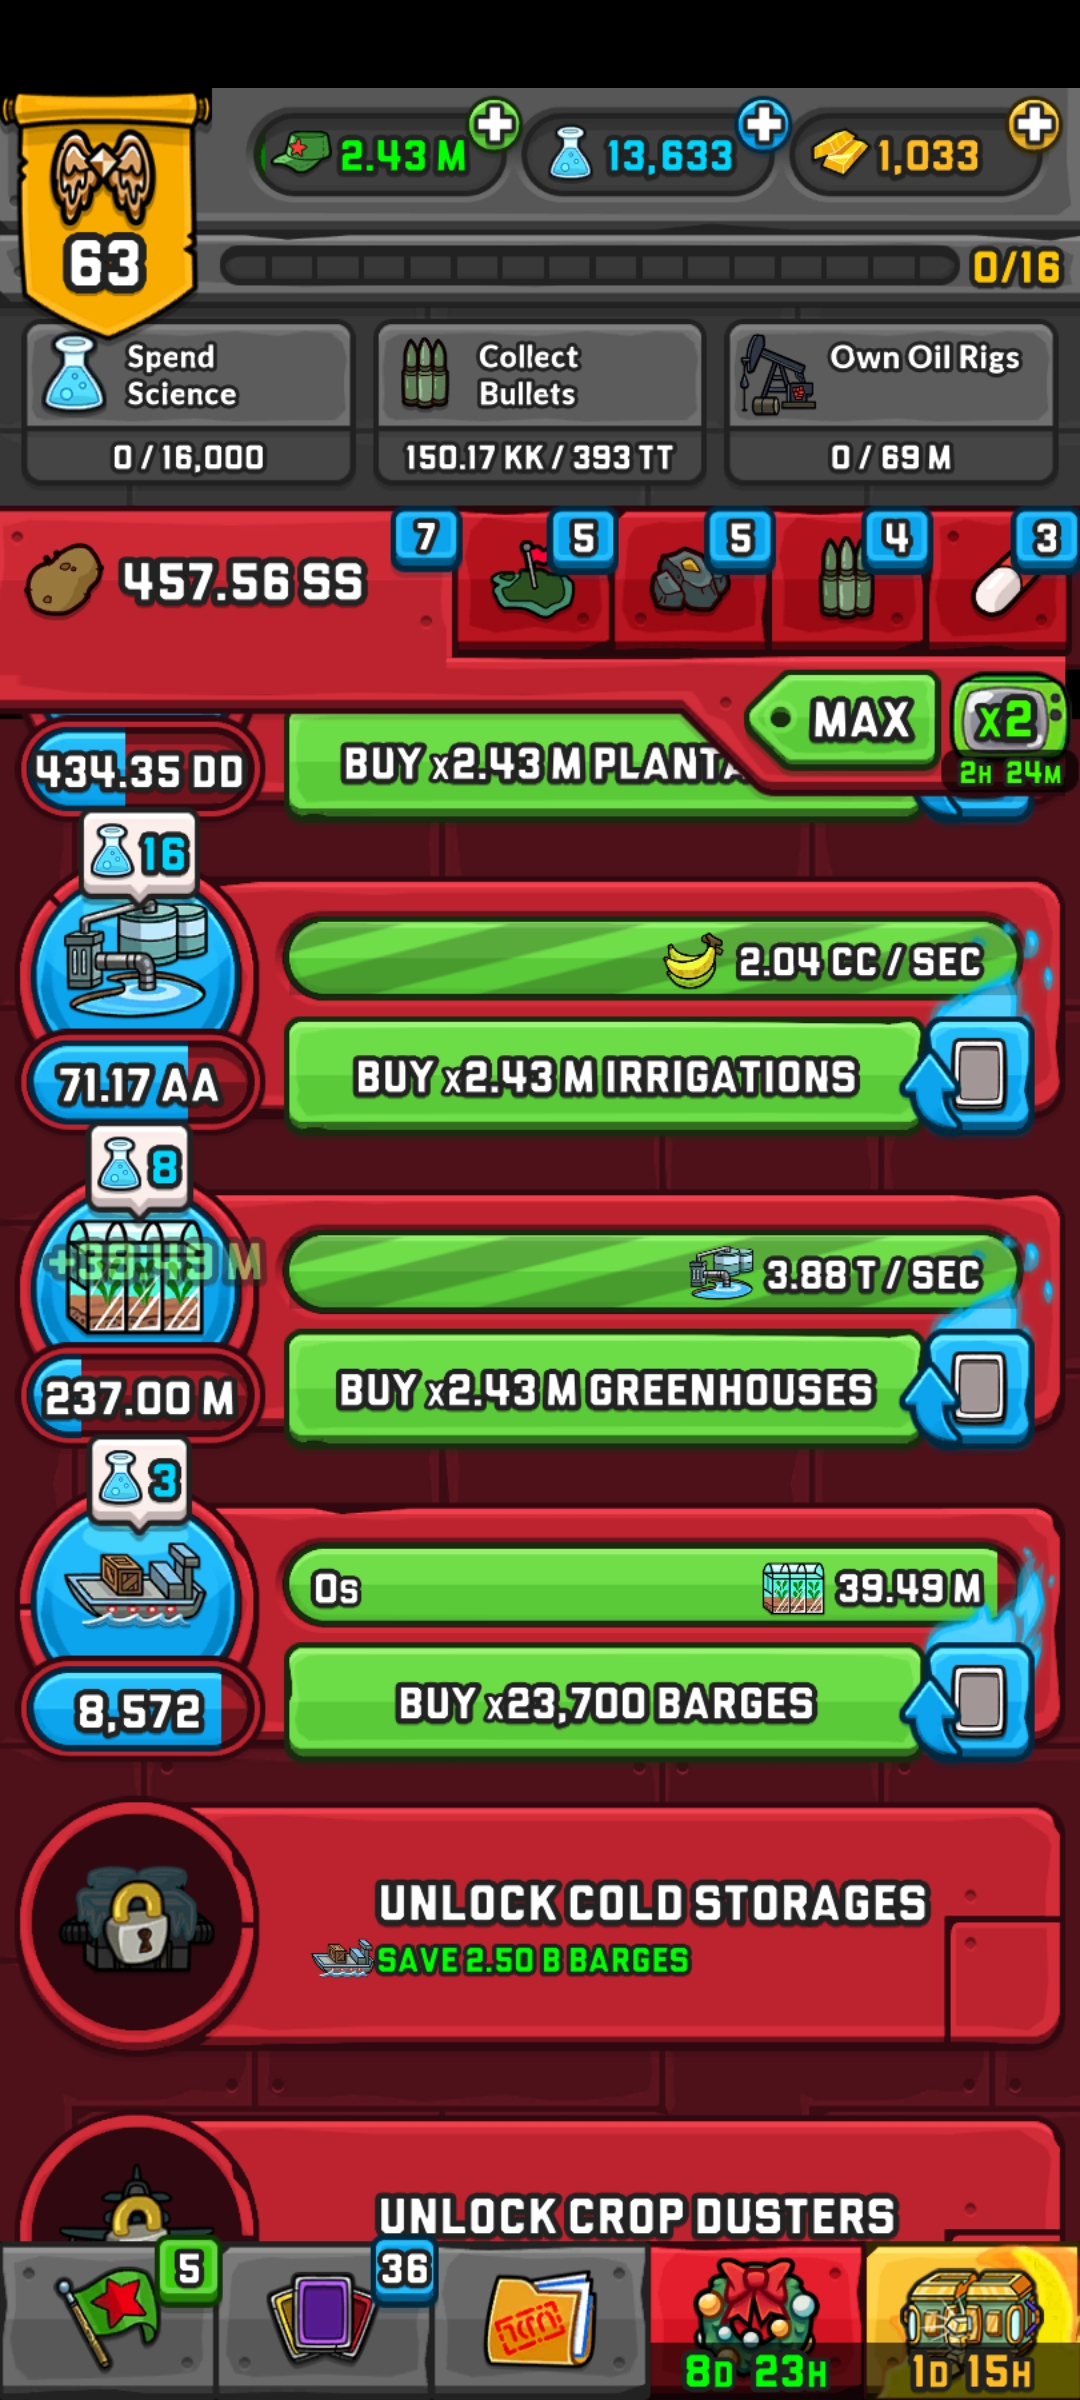 2.43 M
13,633
1,033
63
0/16
Spend
Science
0 / 16,000
Collect
Bullets
150.17 KK / 393 TT
Own Oil Rigs
0 / 69 M
457.56 SS
7
5
5
4
3
MAX
x2
2H 24M
434.35 DD
BUY x2.43 M PLANTA
16
2.04 CC / SEC
71.17 AA
BUY x2.43 M IRRIGATIONS
8
+39.49 M
3.88 T / SEC
237.00 M
BUY x2.43 M GREENHOUSES
3
0s
39.49 M
8,572
BUY x23,700 BARGES
UNLOCK COLD STORAGES
SAVE 2.50 B BARGES
UNLOCK CROP DUSTERS
5
36
8D 23H
1D 15H